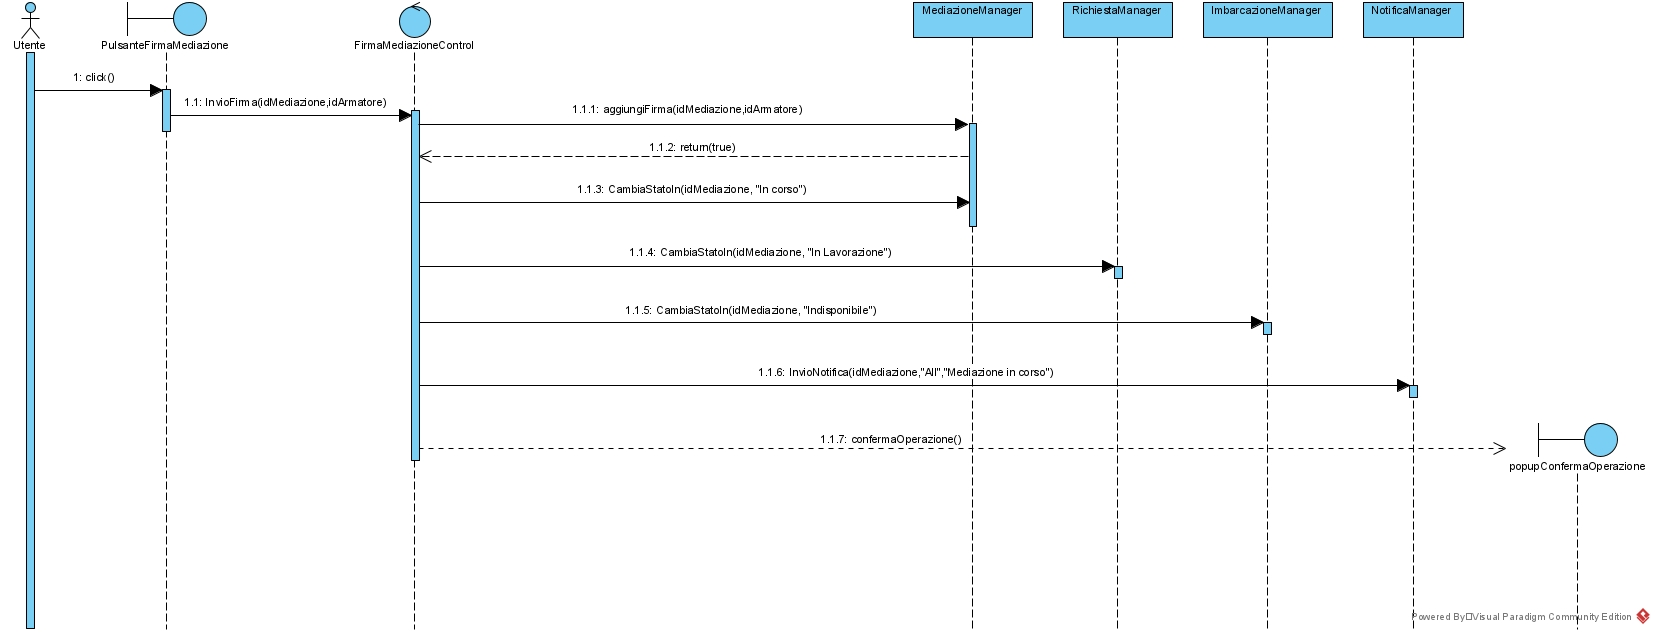 MediazioneManager
RichiestaManager
ImbarcazioneManager
NotificaManager
Utente
PulsanteFirmaMediazione
FirmaMediazioneControl
1: click()
1.1: InvioFirma(idMediazione,idArmatore)
1.1.1: aggiungiFirma(idMediazione,idArmatore)
1.1.2: return(true)
1.1.3: CambiaStatoIn(idMediazione, "In corso")
1.1.4: CambiaStatoIn(idMediazione, "In Lavorazione")
1.1.5: CambiaStatoIn(idMediazione, "Indisponibile")
1.1.6: InvioNotifica(idMediazione,"All","Mediazione in corso")
1.1.7: confermaOperazione()
popupConfermaOperazione
Powered By Visual Paradigm Community Edition